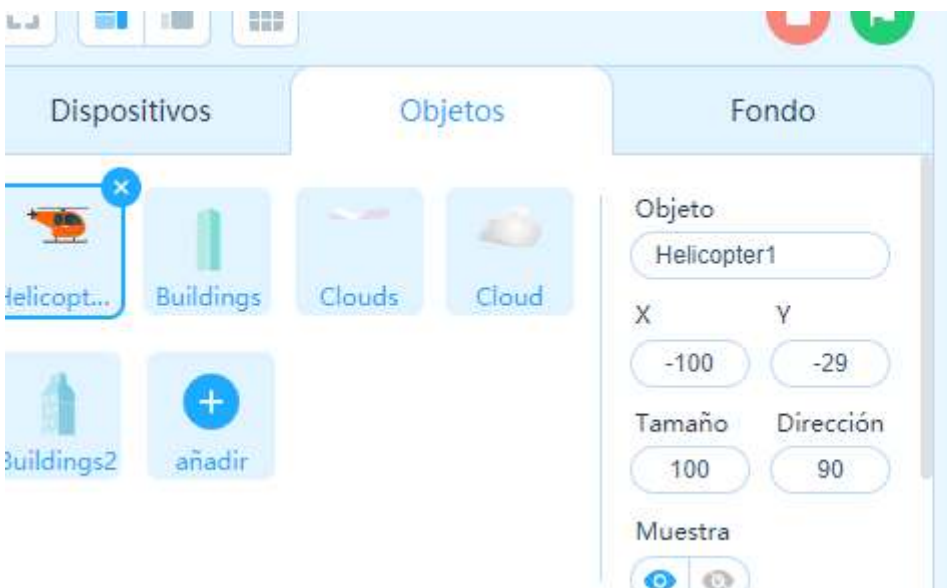 Dispositivos
Objetos
Fondo
Helicopt...
Buildings
Clouds
Cloud
Buildings2
añadir
Objeto
Helicopter1
X
Y
-100
-29
Tamaño
Dirección
100
90
Muestra